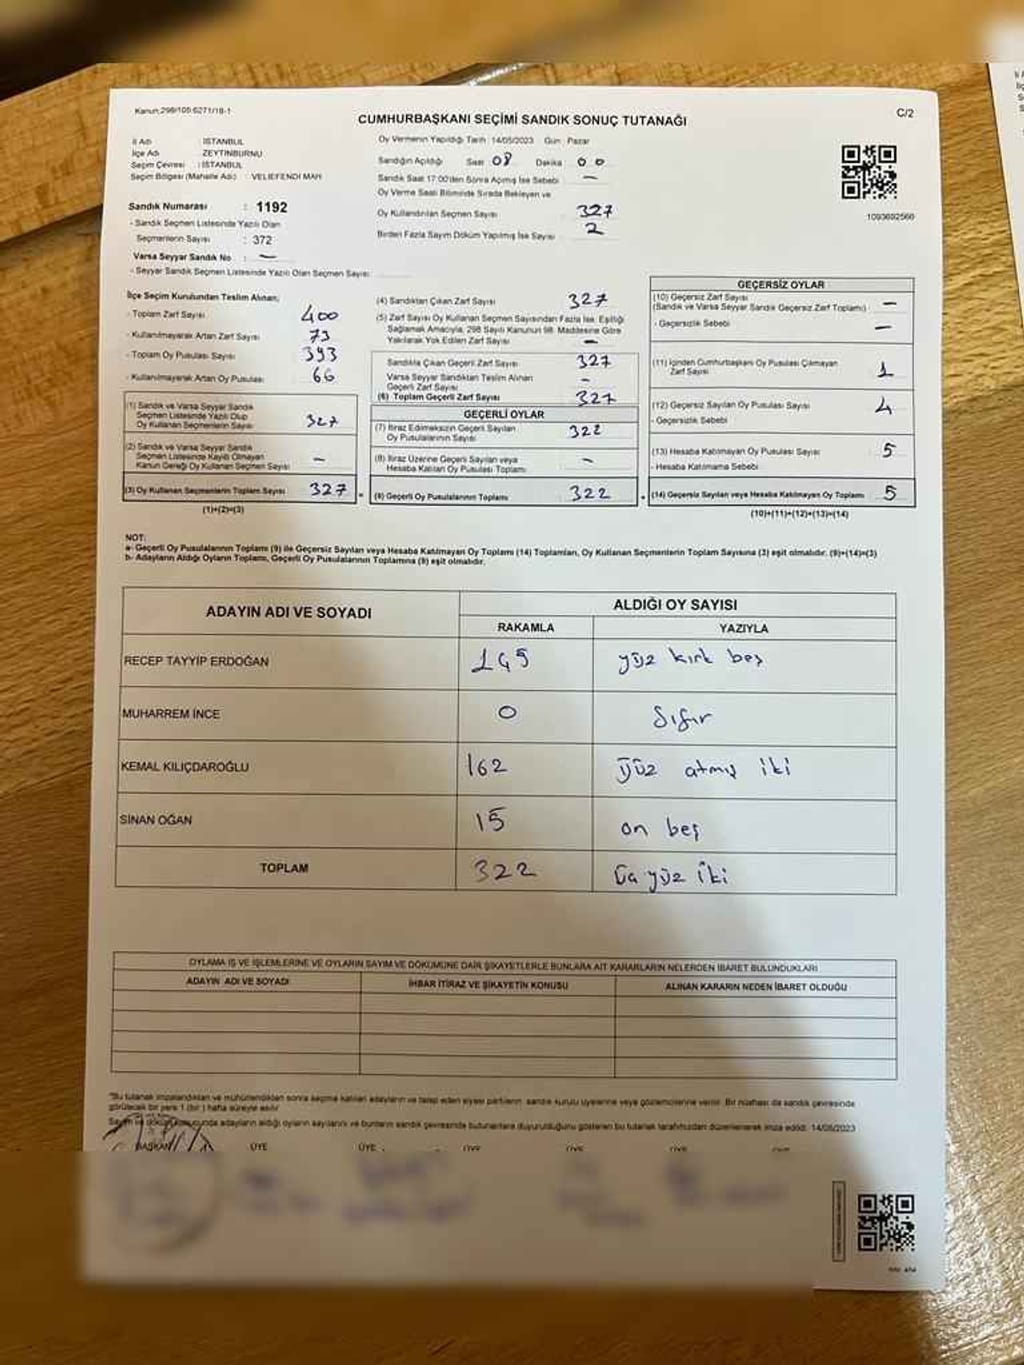 Kanun;298/105:6271/18-1
C/2
CUMHURBAŞKANI SEÇİMİ SANDIK SONUÇ TUTANAĞI
İl Adı : İSTANBUL
İlçe Adı : ZEYTİNBURNU
Seçim Çevresi : İSTANBUL
Seçim Bölgesi (Mahalle Adı) : VELİEFENDİ MAH
Sandık Numarası : 1192
- Sandık Seçmen Listesinde Yazılı Olan
Seçmenlerin Sayısı : 372
Varsa Seyyar Sandık No : —
- Seyyar Sandık Seçmen Listesinde Yazılı Olan Seçmen Sayısı:
Oy Vermenin Yapıldığı Tarih 14/05/2023 Gün Pazar
Sandığın Açıldığı Saat 08 Dakika 00
Sandık Saat 17:00'den Sonra Açılmış İse Sebebi —
Oy Verme Saati Bitiminde Sırada Bekleyen ve
Oy Kullandırılan Seçmen Sayısı 327
Birden Fazla Sayım Döküm Yapılmış İse Sayısı 2
1093692560
İlçe Seçim Kurulundan Teslim Alınan;
- Toplam Zarf Sayısı 400
- Kullanılmayarak Artan Zarf Sayısı 73
- Toplam Oy Pusulası Sayısı 393
- Kullanılmayarak Artan Oy Pusulası 66
(1) Sandık ve Varsa Seyyar Sandık
Seçmen Listesinde Yazılı Olup
Oy Kullanan Seçmenlerin Sayısı 327
(2) Sandık ve Varsa Seyyar Sandık
Seçmen Listesinde Kayıtlı Olmayan
Kanun Gereği Oy Kullanan Seçmen Sayısı —
(3) Oy Kullanan Seçmenlerin Toplam Sayısı 327
(1)+(2)=(3)
(4) Sandıktan Çıkan Zarf Sayısı 327
(5) Zarf Sayısı Oy Kullanan Seçmen Sayısından Fazla İse, Eşitliği
Sağlamak Amacıyla, 298 Sayılı Kanunun 98. Maddesine Göre
Yakılarak Yok Edilen Zarf Sayısı —
Sandıkta Çıkan Geçerli Zarf Sayısı 327
Varsa Seyyar Sandıktan Teslim Alınan
Geçerli Zarf Sayısı —
(6) Toplam Geçerli Zarf Sayısı 327
GEÇERLİ OYLAR
(7) İtiraz Edilmeksizin Geçerli Sayılan
Oy Pusulalarının Sayısı 322
(8) İtiraz Üzerine Geçerli Sayılan veya
Hesaba Katılan Oy Pusulaları Toplamı —
(9) Geçerli Oy Pusulalarının Toplamı 322
GEÇERSİZ OYLAR
(10) Geçersiz Zarf Sayısı
(Sandık ve Varsa Seyyar Sandık Geçersiz Zarf Toplamı) —
- Geçersizlik Sebebi —
(11) İçinden Cumhurbaşkanı Oy Pusulası Çıkmayan
Zarf Sayısı 1
(12) Geçersiz Sayılan Oy Pusulası Sayısı 4
- Geçersizlik Sebebi
(13) Hesaba Katılmayan Oy Pusulası Sayısı 5
- Hesaba Katılmama Sebebi
(14) Geçersiz Sayılan veya Hesaba Katılmayan Oy Toplamı 5
(10)+(11)+(12)+(13)=(14)
NOT:
a- Geçerli Oy Pusulalarının Toplamı (9) ile Geçersiz Sayılan veya Hesaba Katılmayan Oy Toplamı (14) Toplamları, Oy Kullanan Seçmenlerin Toplam Sayısına (3) eşit olmalıdır. (9)+(14)=(3)
b- Adayların Aldığı Oyların Toplamı, Geçerli Oy Pusulalarının Toplamına (9) eşit olmalıdır.
ADAYIN ADI VE SOYADI
ALDIĞI OY SAYISI
RAKAMLA YAZIYLA
RECEP TAYYİP ERDOĞAN 145 yüz kırk beş
MUHARREM İNCE 0 Sıfır
KEMAL KILIÇDAROĞLU 162 Yüz atmış iki
SİNAN OĞAN 15 on beş
TOPLAM 322 Üç yüz iki
OYLAMA İŞ VE İŞLEMLERİNE VE OYLARIN SAYIM VE DÖKÜMÜNE DAİR ŞİKAYETLERLE BUNLARA AİT KARARLARIN NELERDEN İBARET BULUNDUKLARI
ADAYIN ADI VE SOYADI İHBAR İTİRAZ VE ŞİKAYETİN KONUSU ALINAN KARARIN NEDEN İBARET OLDUĞU
"Bu tutanak imzalandıktan ve mühürlendikten sonra seçime katılan adayların ve talep eden siyasi partilerin sandık kurulu üyelerine veya gözlemcilerine verilir. Bir nüshası da sandık çevresinde
görülecek bir yere 1 (bir) hafta süreyle asılır
Sayım ve döküm sonucunda adayların aldığı oyların sayılarını ve bunların sandık çevresinde bulunanlara duyurulduğunu gösteren bu tutanak tarafımızdan düzenlenerek imza edildi. 14/05/2023
BAŞKAN ÜYE ÜYE ÜYE ÜYE ÜYE